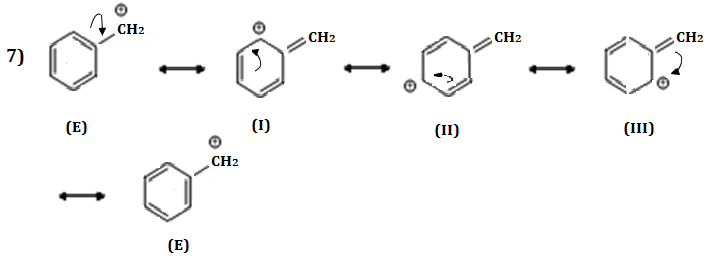 7)
⊕
CH2
⊕
CH2
CH2
⊕
CH2
⊕
(E)
(I)
(II)
(III)
⊕
CH2
(E)